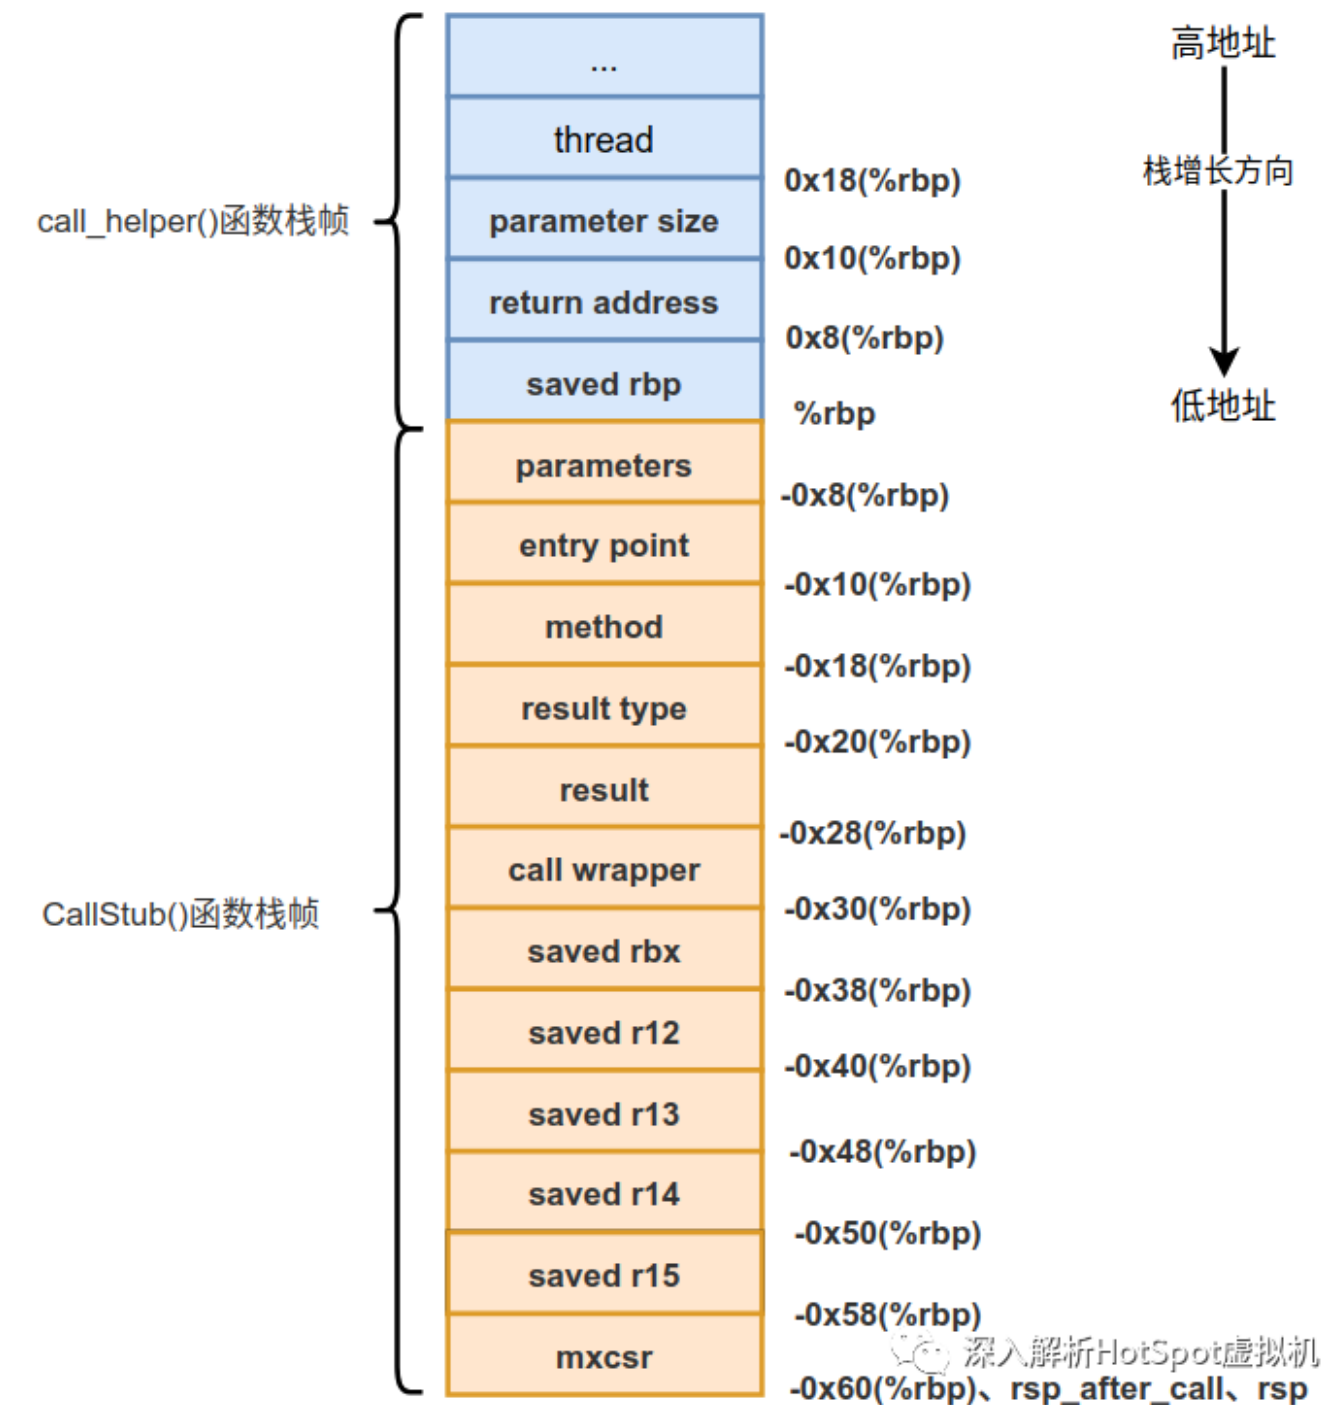 ...
高地址
thread
栈增长方向
0x18(%rbp)
call_helper()函数栈帧
parameter size
0x10(%rbp)
return address
0x8(%rbp)
saved rbp
低地址
%rbp
parameters
-0x8(%rbp)
entry point
-0x10(%rbp)
method
-0x18(%rbp)
result type
-0x20(%rbp)
result
-0x28(%rbp)
call wrapper
CallStub()函数栈帧
-0x30(%rbp)
saved rbx
-0x38(%rbp)
saved r12
-0x40(%rbp)
saved r13
-0x48(%rbp)
saved r14
-0x50(%rbp)
saved r15
-0x58(%rbp)
深入解析HotSpot虚拟机
mxcsr
-0x60(%rbp)、rsp_after_call、rsp